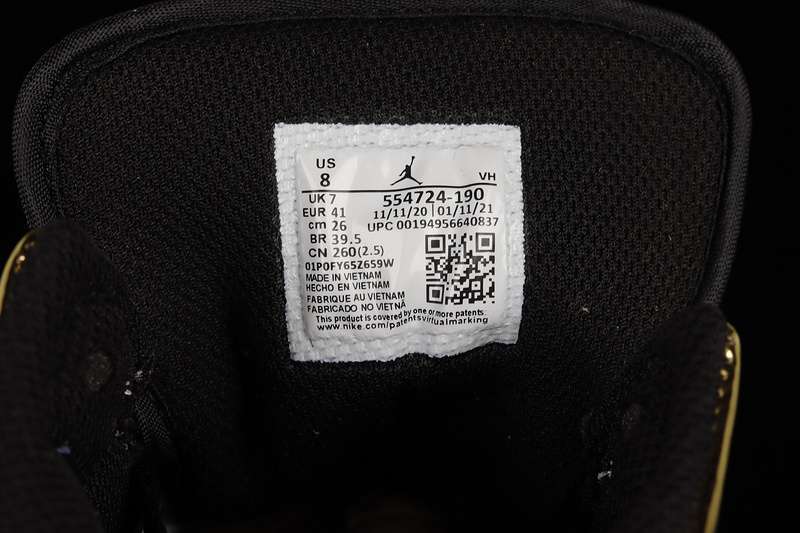 US
8
VH
UK 7
554724-190
EUR 41
11/11/20 01/11/21
cm 26
UPC 00194956640837
BR 39.5
CN 260(2.5)
01P0FY65Z659W
MADE IN VIETNAM
HECHO EN VIETNAM
FABRIQUE AU VIETNAM
FABRICADO NO VIETNÃ
This product is covered by one or more patents:
www.nike.com/patentsvirtualmarking